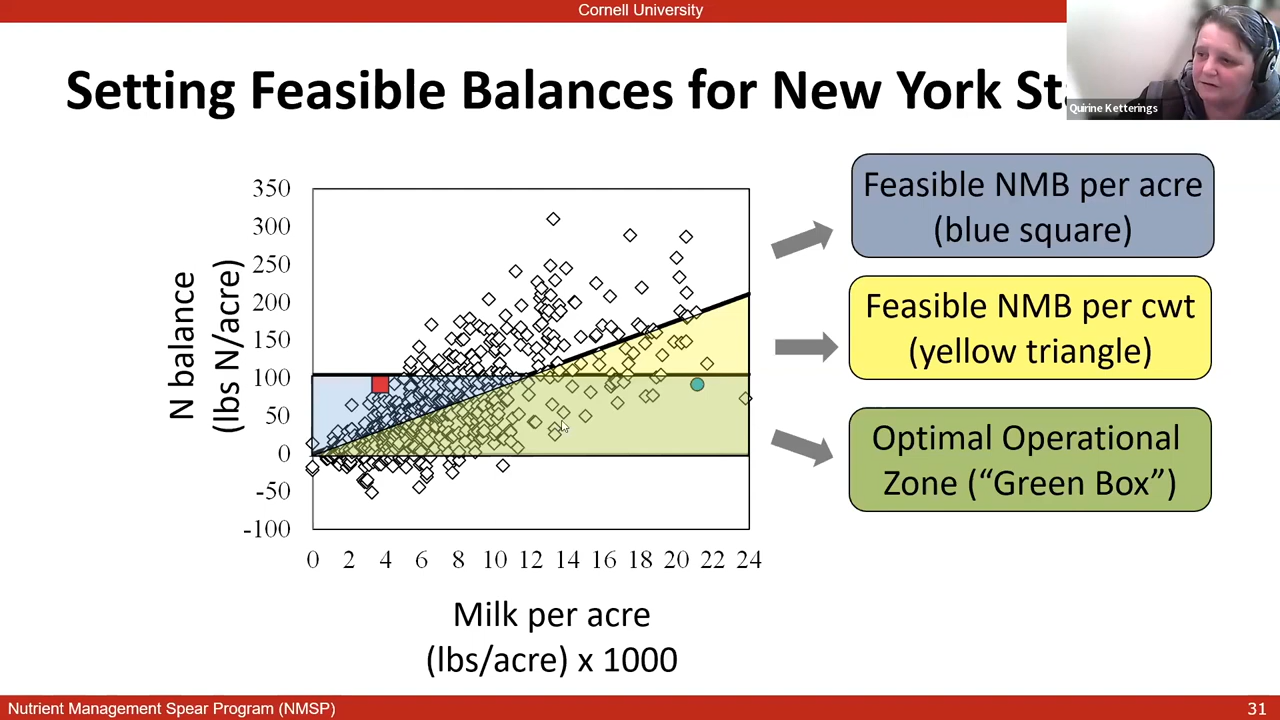 Cornell University
Setting Feasible Balances for New York
Quirine Ketterings
N balance
(lbs N/acre)
350
300
250
200
150
100
50
0
-50
-100
0 2 4 6 8 10 12 14 16 18 20 22 24
Milk per acre
(lbs/acre) x 1000
Feasible NMB per acre
(blue square)
Feasible NMB per cwt
(yellow triangle)
Optimal Operational
Zone (“Green Box”)
Nutrient Management Spear Program (NMSP)
31